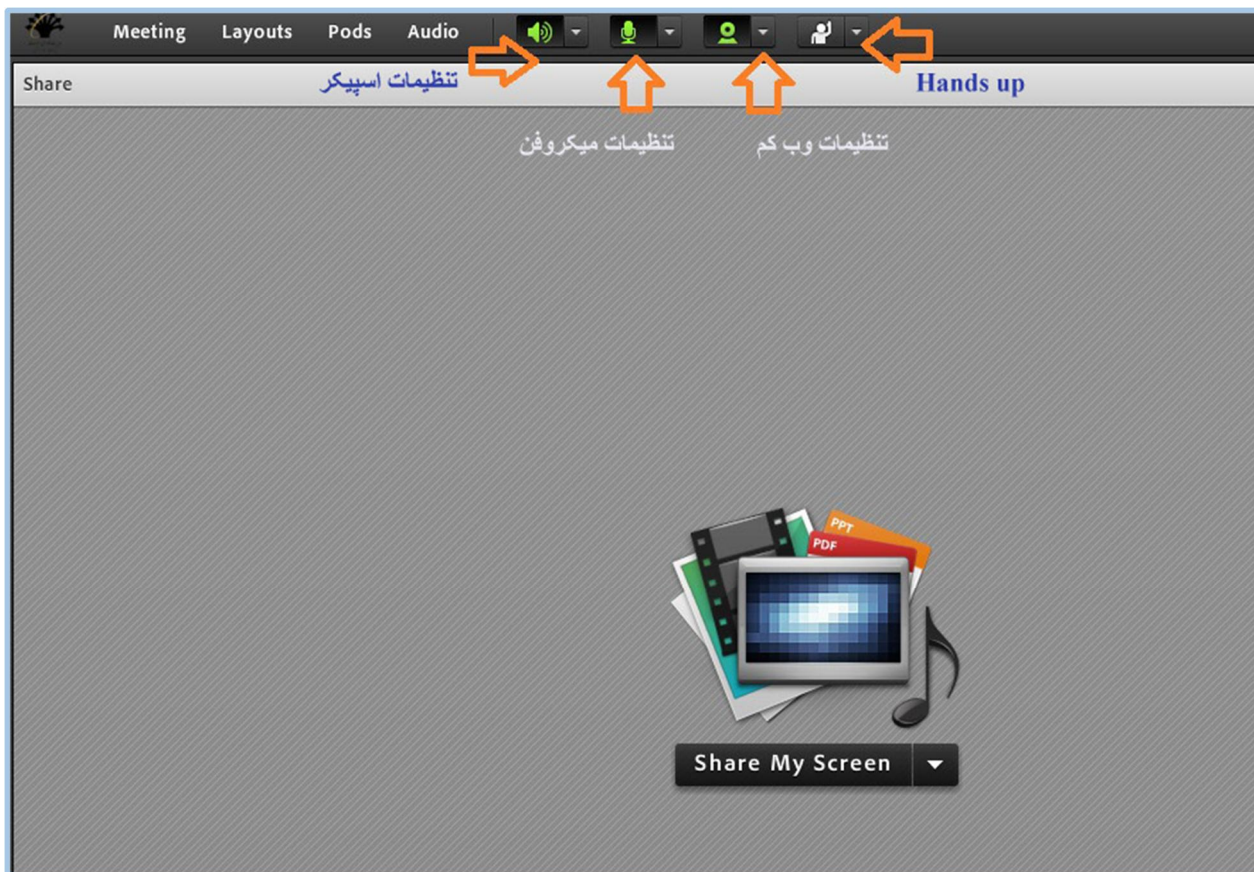 Meeting Layouts Pods Audio
Share
تنظیمات اسپیکر
Hands up
تنظیمات میکروفن
تنظیمات وب کم
PPT
PDF
Share My Screen